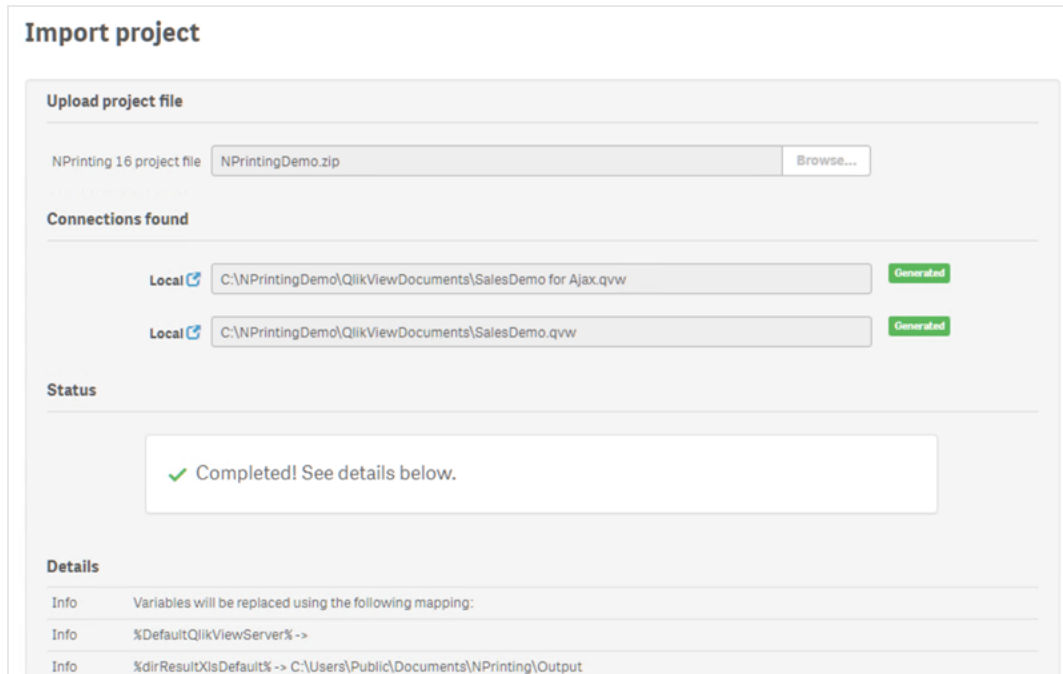 Import project
Upload project file
NPrinting 16 project file NPrintingDemo.zip Browse...
Connections found
Local C:\NPrintingDemo\QlikViewDocuments\SalesDemo for Ajax.qvw Generated
Local C:\NPrintingDemo\QlikViewDocuments\SalesDemo.qvw Generated
Status
Completed! See details below.
Details
Info Variables will be replaced using the following mapping:
Info %DefaultQlikViewServer% ->
Info %dirResultXlsDefault% -> C:\Users\Public\Documents\NPrinting\Output